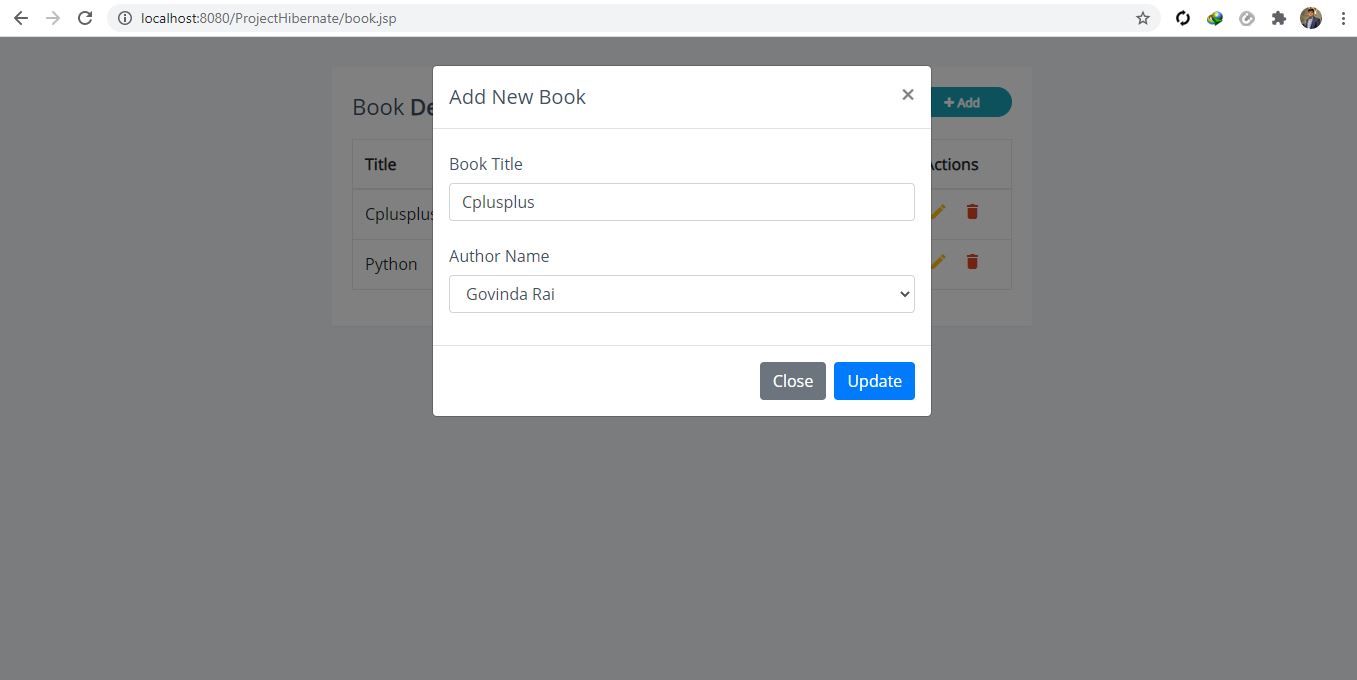 localhost:8080/ProjectHibernate/book.jsp
Add New Book ×
Book De
+ Add
Book Title
Title
Actions
Cplusplus
Cplusplus
Author Name
Python
Govinda Rai
Close Update